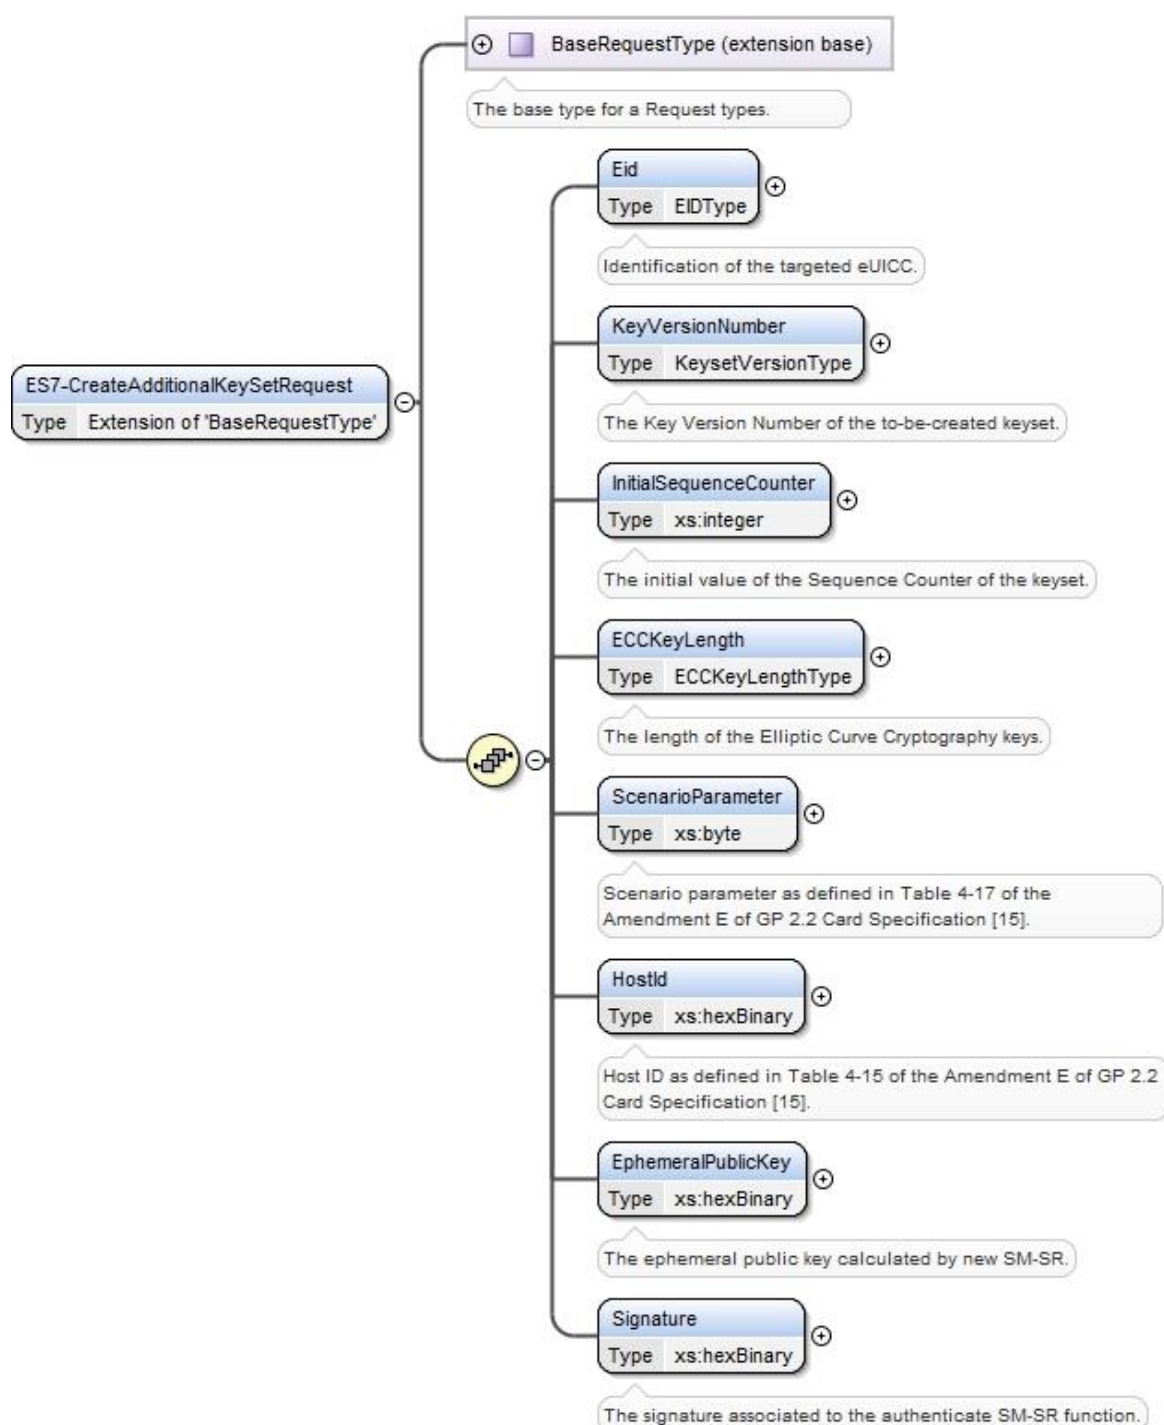 BaseRequestType (extension base)
The base type for a Request types.
Eid
Type EIDType
Identification of the targeted eUICC.
KeyVersionNumber
Type KeysetVersionType
The Key Version Number of the to-be-created keyset.
ES7-CreateAdditionalKeySetRequest
Type Extension of 'BaseRequestType'
InitialSequenceCounter
Type xs:integer
The initial value of the Sequence Counter of the keyset.
ECCKeyLength
Type ECCKeyLengthType
The length of the Elliptic Curve Cryptography keys.
ScenarioParameter
Type xs:byte
Scenario parameter as defined in Table 4-17 of the
Amendment E of GP 2.2 Card Specification [15].
HostId
Type xs:hexBinary
Host ID as defined in Table 4-15 of the Amendment E of GP 2.2
Card Specification [15].
EphemeralPublicKey
Type xs:hexBinary
The ephemeral public key calculated by new SM-SR.
Signature
Type xs:hexBinary
The signature associated to the authenticate SM-SR function.